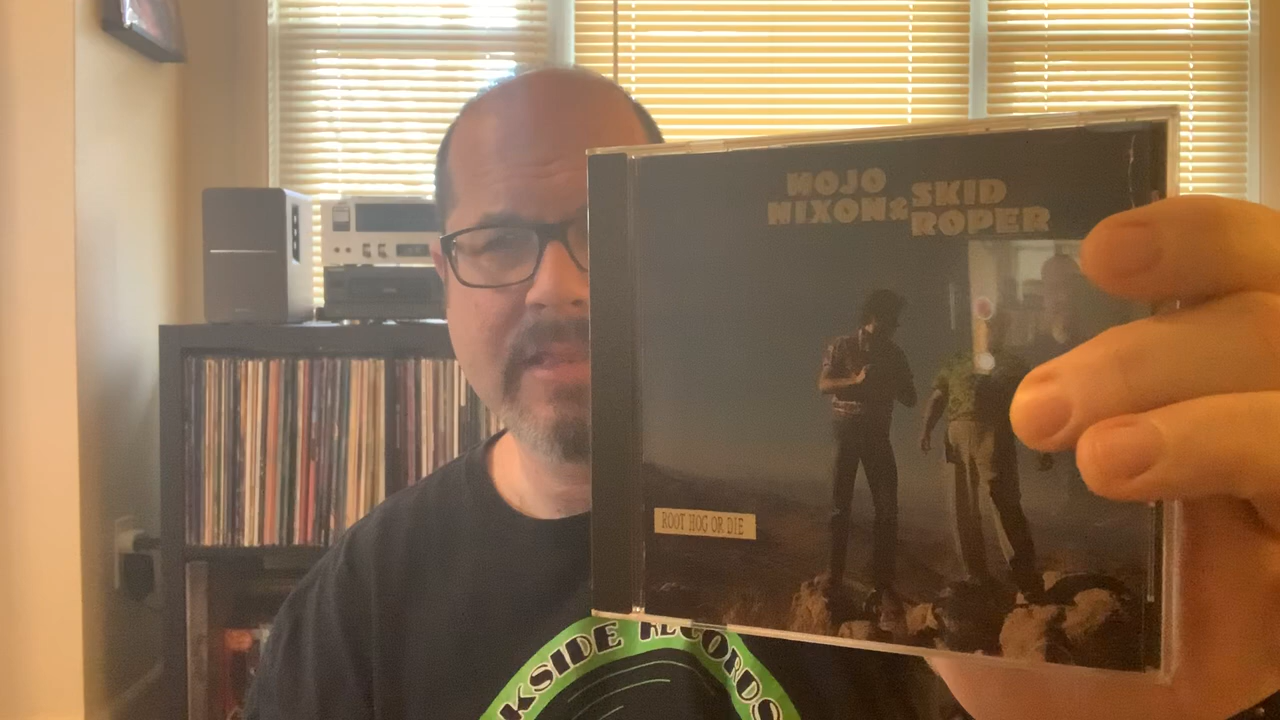 MOJO
NIXON &
SKID
ROPER
ROOT HOG OR DIE
KSIDE RECORDS